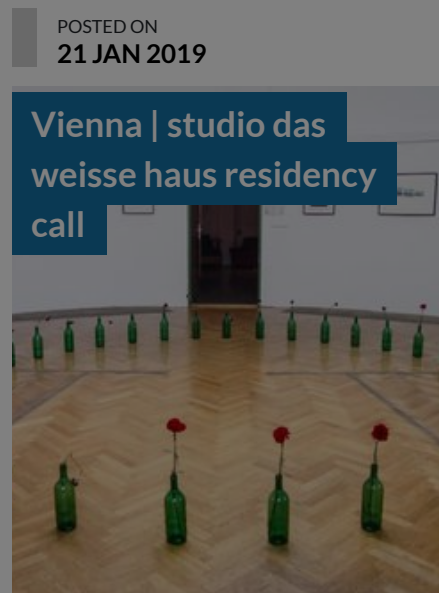 POSTED ON
21 JAN 2019
Vienna | studio das
weisse haus residency
call